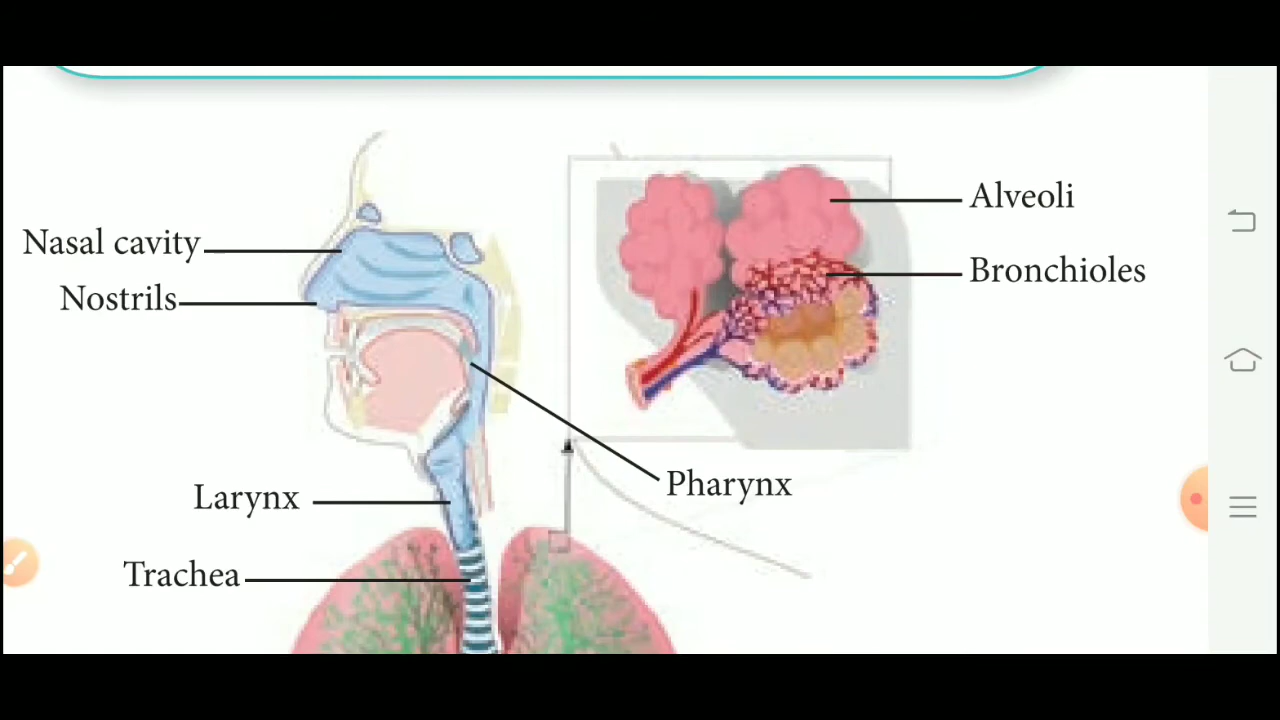 Alveoli
Nasal cavity
Bronchioles
Nostrils
Pharynx
Larynx
Trachea